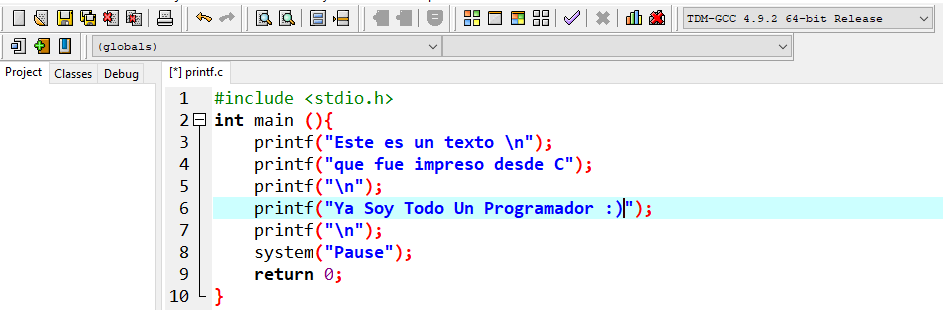 TDM-GCC 4.9.2 64-bit Release
(globals)
Project Classes Debug [*] printf.c
1 #include <stdio.h>
2 int main (){
3 printf("Este es un texto \n");
4 printf("que fue impreso desde C");
5 printf("\n");
6 printf("Ya Soy Todo Un Programador :)");
7 printf("\n");
8 system("Pause");
9 return 0;
10 }